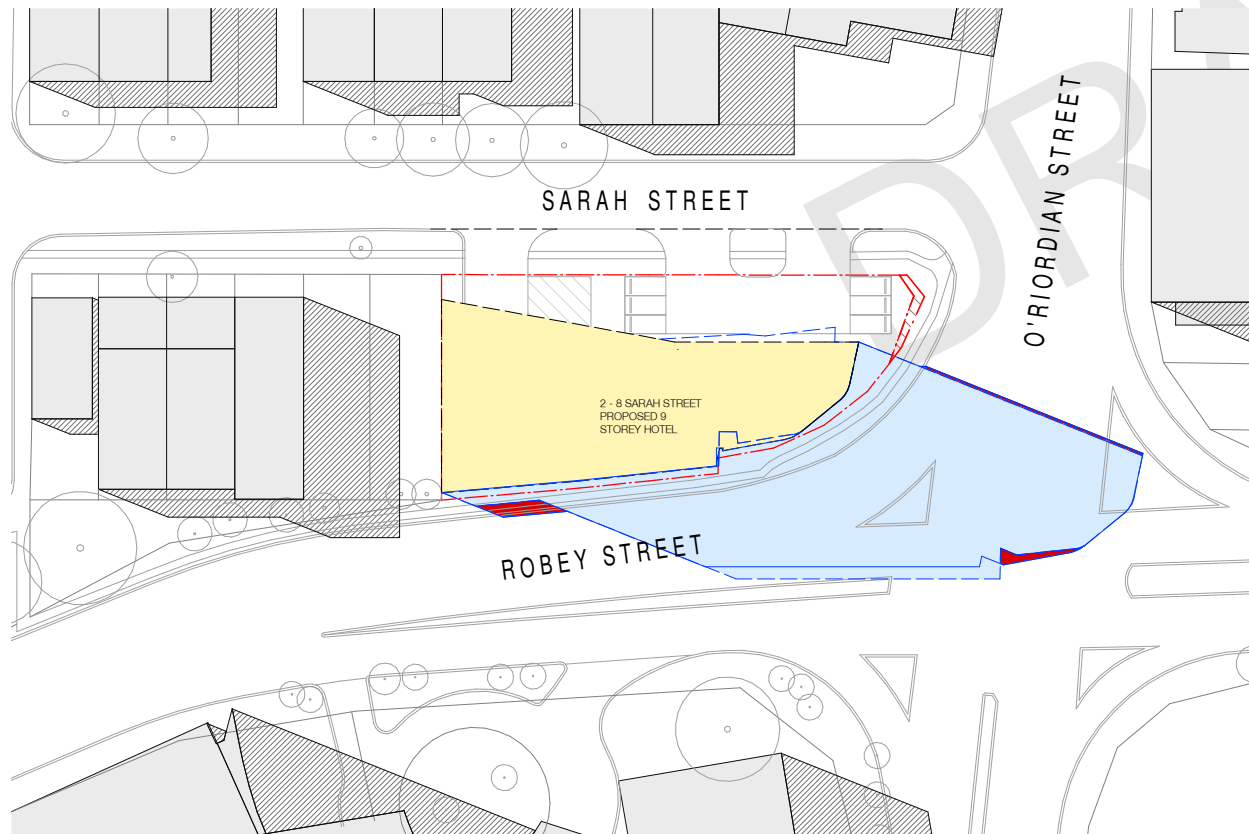 SARAH STREET
O'RIORDIAN STREET
2 - 8 SARAH STREET
PROPOSED 9
STOREY HOTEL
ROBEY STREET